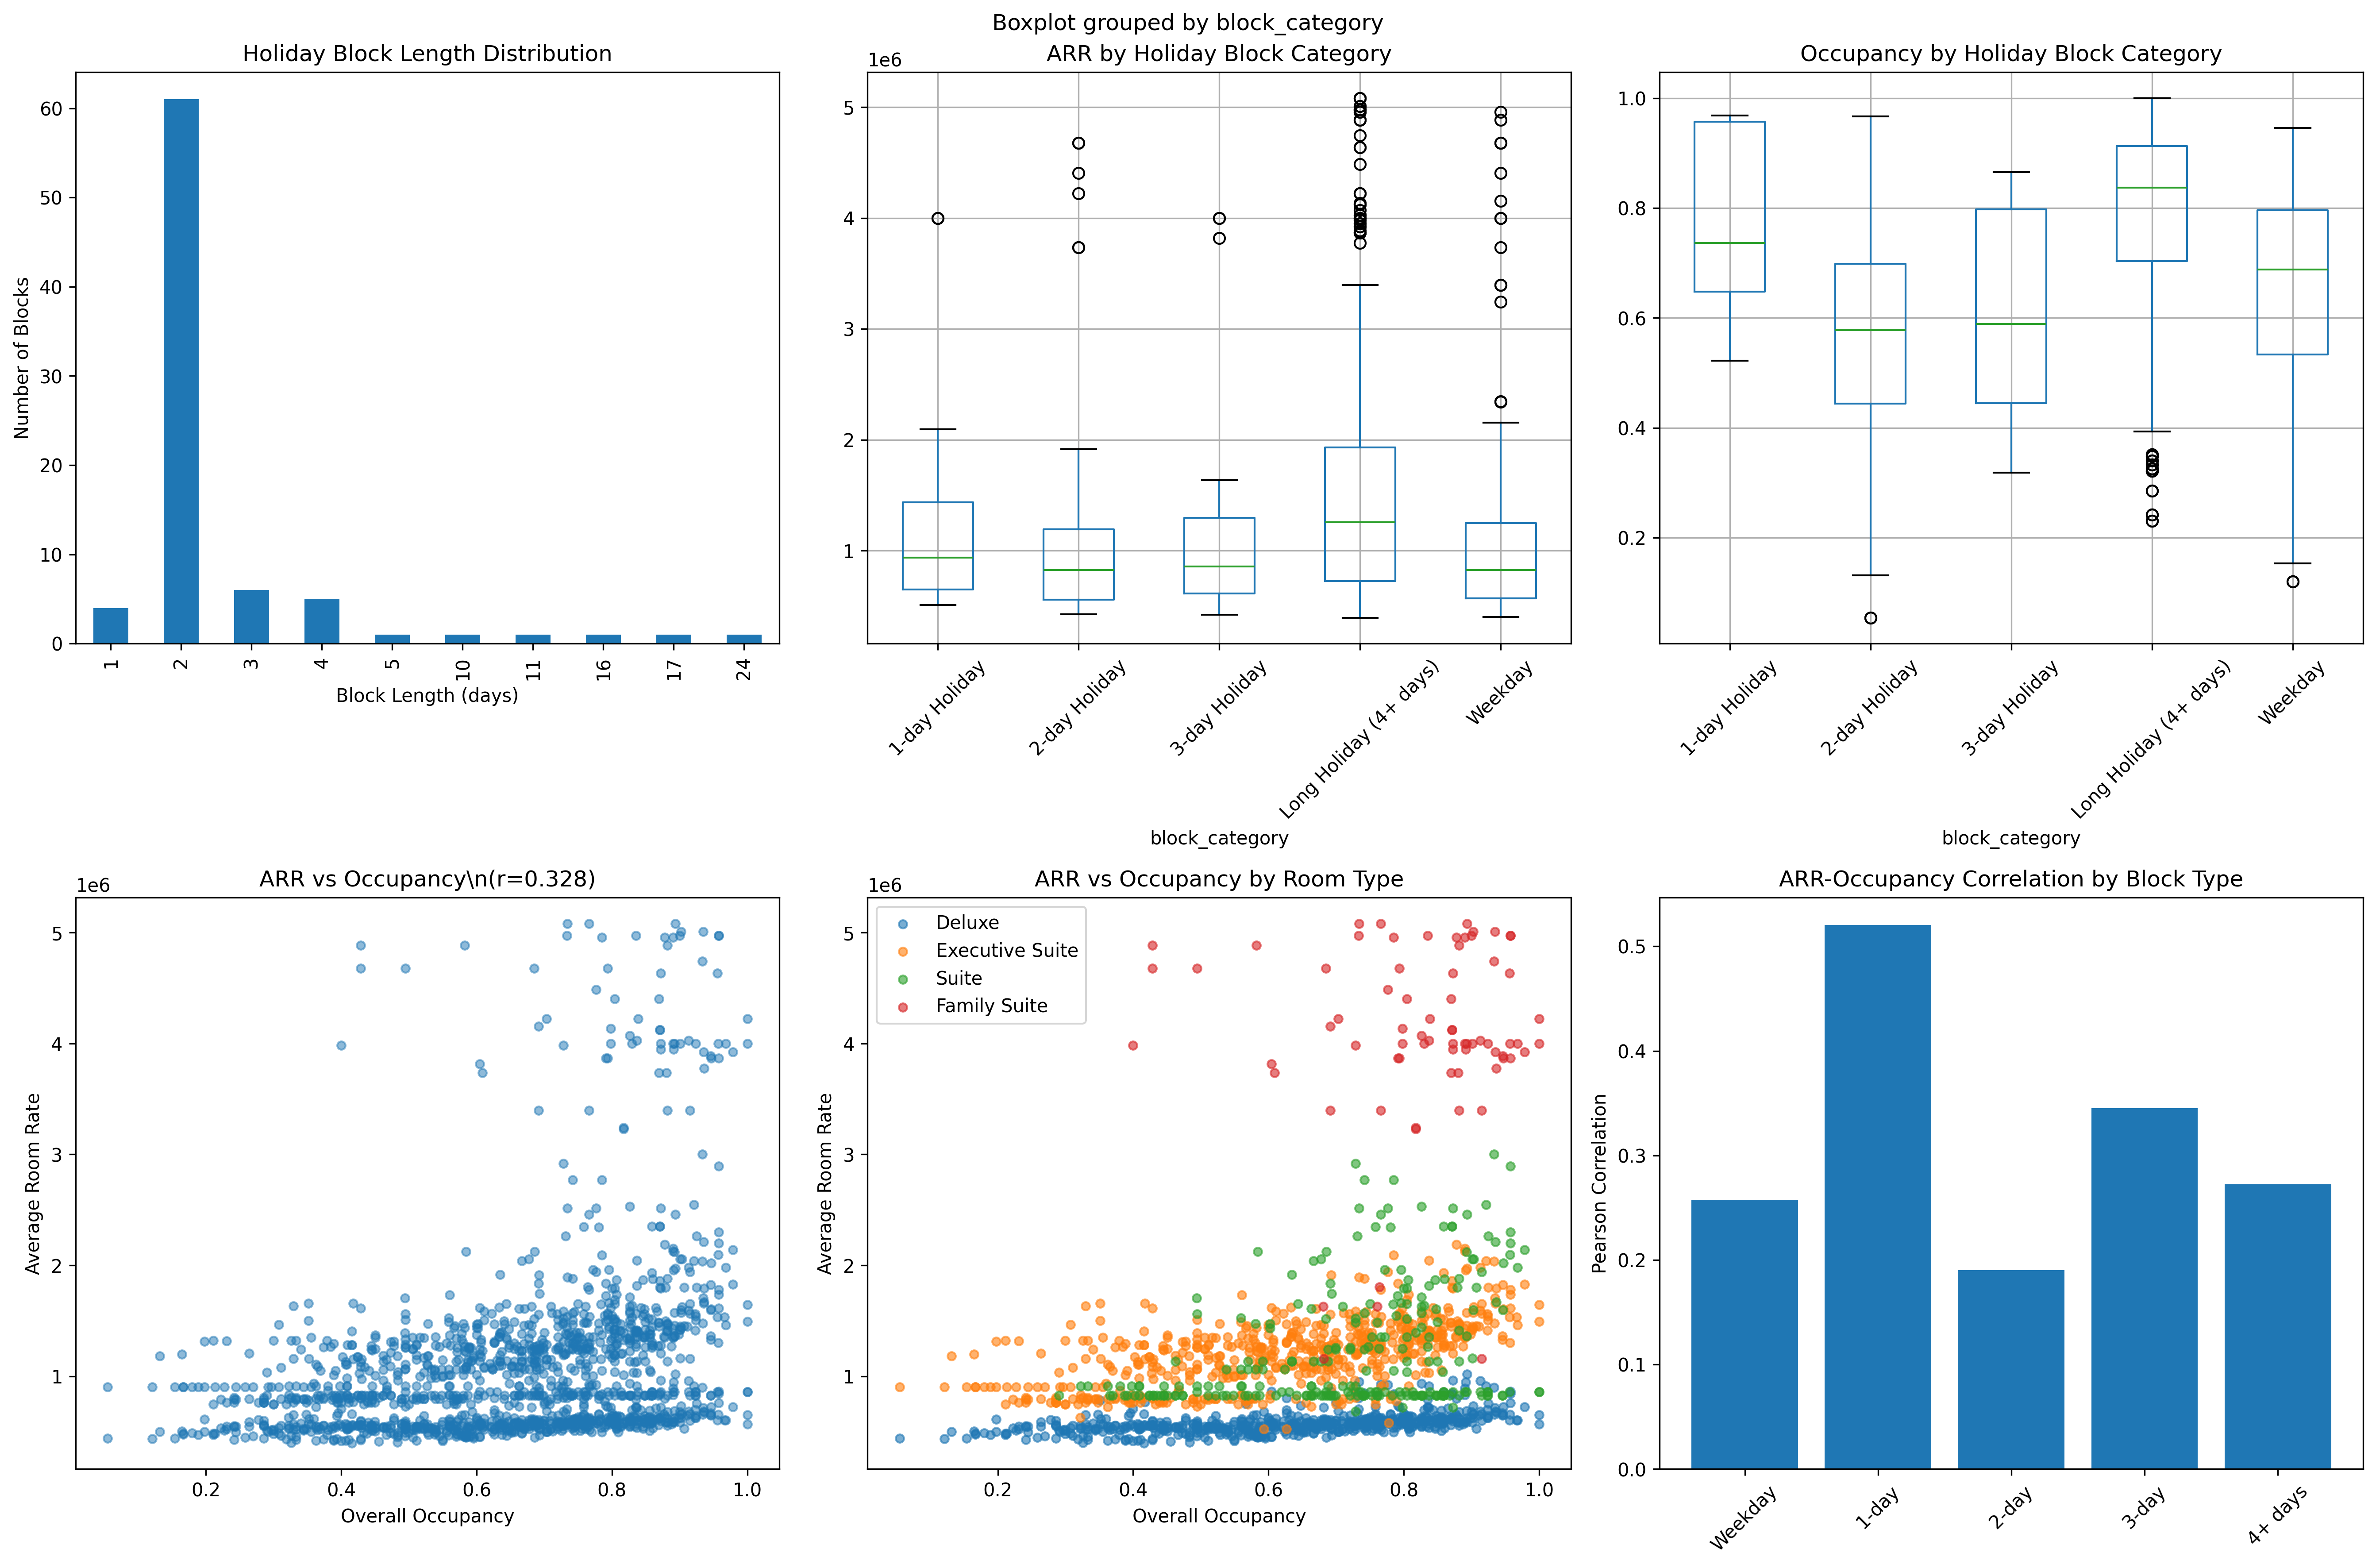 Boxplot grouped by block_category
Holiday Block Length Distribution
Number of Blocks
60
50
40
30
20
10
0
1
2
3
4
5
10
11
16
17
24
Block Length (days)
ARR by Holiday Block Category
1e6
5
4
3
2
1
1-day Holiday
2-day Holiday
3-day Holiday
Long Holiday (4+ days)
Weekday
block_category
Occupancy by Holiday Block Category
1.0
0.8
0.6
0.4
0.2
1-day Holiday
2-day Holiday
3-day Holiday
Long Holiday (4+ days)
Weekday
block_category
ARR vs Occupancy\n(r=0.328)
1e6
Average Room Rate
5
4
3
2
1
0.2
0.4
0.6
0.8
1.0
Overall Occupancy
ARR vs Occupancy by Room Type
1e6
Average Room Rate
5
4
3
2
1
Deluxe
Executive Suite
Suite
Family Suite
0.2
0.4
0.6
0.8
1.0
Overall Occupancy
ARR-Occupancy Correlation by Block Type
Pearson Correlation
0.5
0.4
0.3
0.2
0.1
0.0
Weekday
1-day
2-day
3-day
4+ days